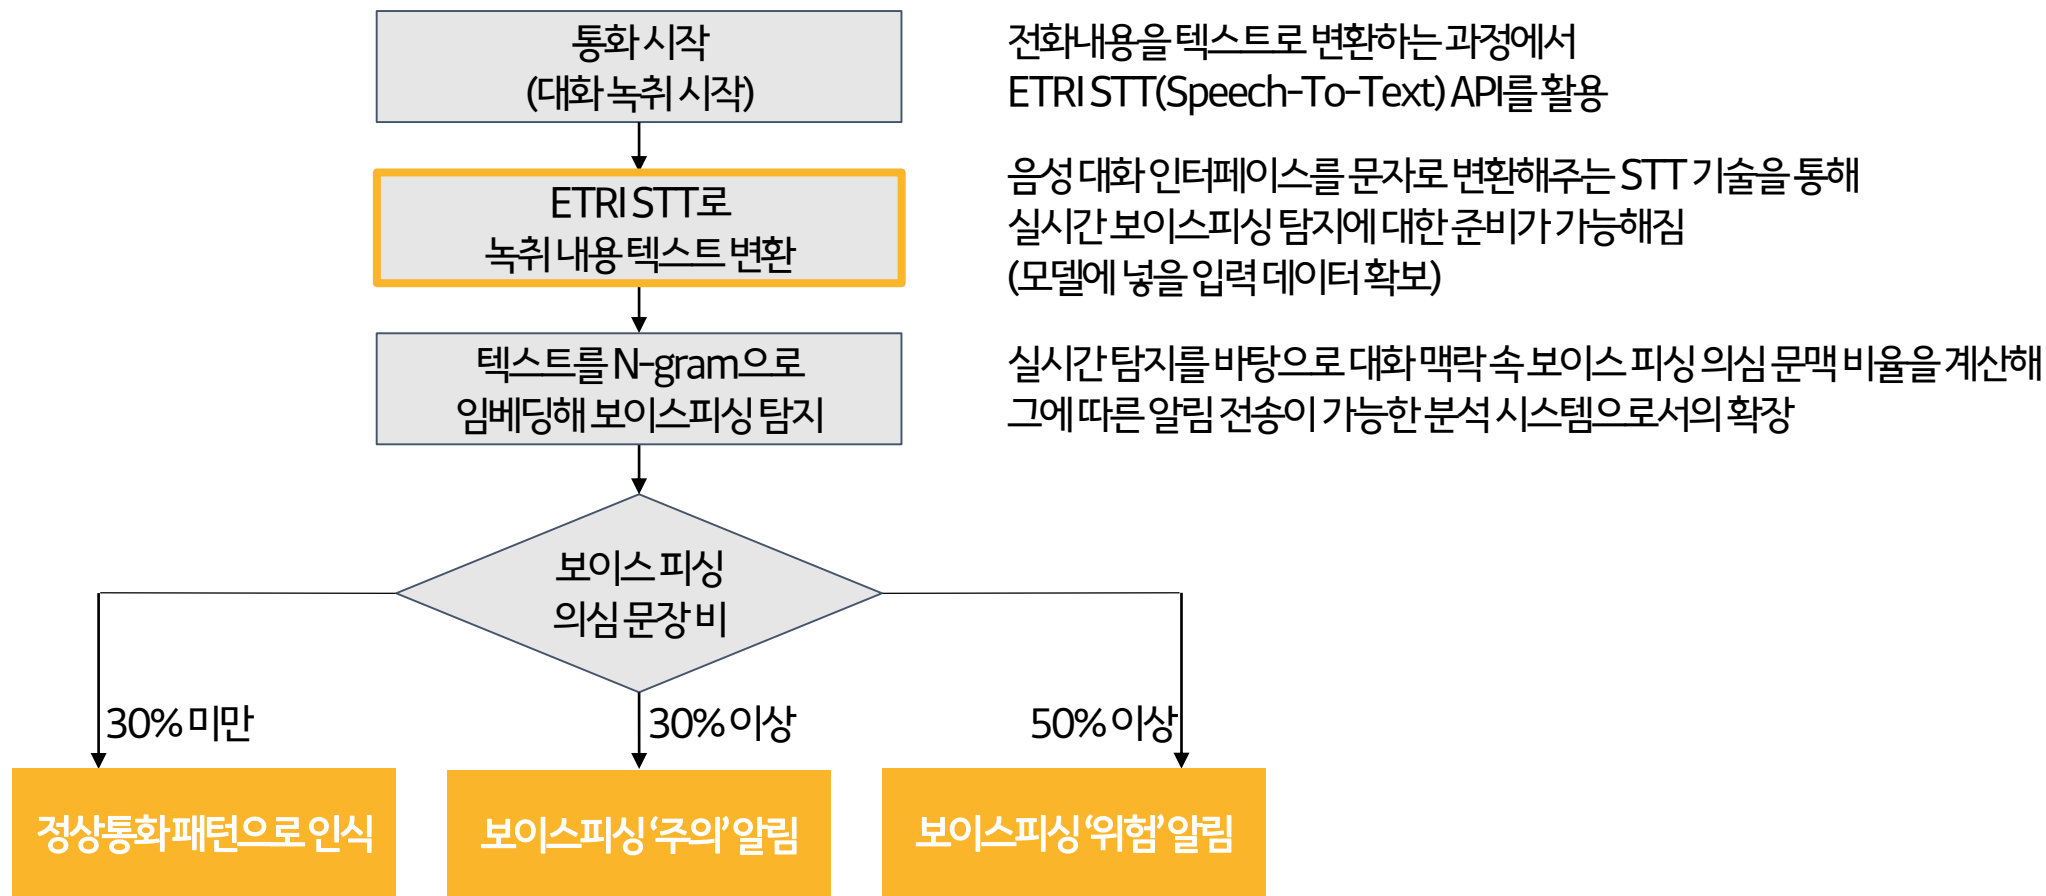 통화 시작
(대화 녹취 시작)
ETRI STT로
녹취 내용 텍스트 변환
텍스트를 N-gram으로
임베딩해 보이스피싱 탐지
보이스 피싱
의심 문장 비
30% 미만
30% 이상
50% 이상
정상통화 패턴으로 인식
보이스피싱 ‘주의’ 알림
보이스피싱 ‘위험’ 알림
전화내용을 텍스트로 변환하는 과정에서
ETRI STT(Speech-To-Text) API를 활용
음성 대화 인터페이스를 문자로 변환해주는 STT 기술을 통해
실시간 보이스피싱 탐지에 대한 준비가 가능해짐
(모델에 넣을 입력 데이터 확보)
실시간 탐지를 바탕으로 대화 맥락 속 보이스 피싱 의심 문맥 비율을 계산해
그에 따른 알림 전송이 가능한 분석 시스템으로서의 확장